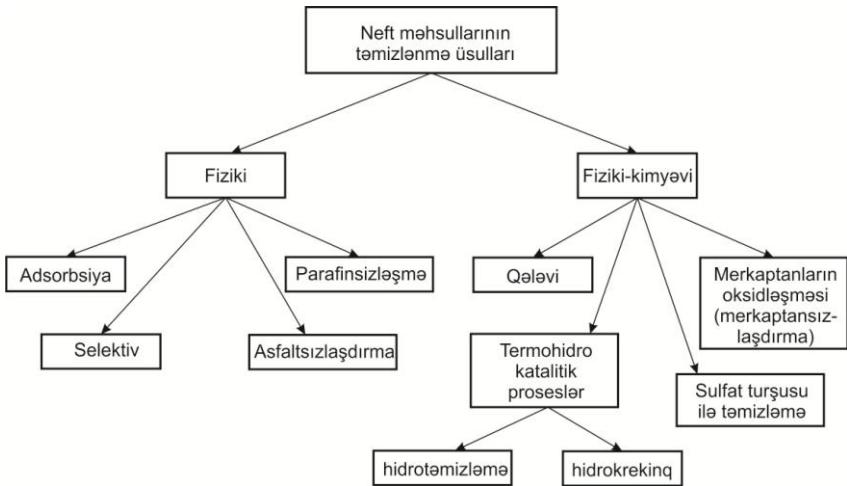 Neft məhsullarının
təmizlənmə üsulları
Fiziki
Fiziki-kimyəvi
Adsorbsiya
Parafinsizləşmə
Selektiv
Asfaltsızlaşdırma
Qələvi
Merkaptanların
oksidləşməsi
(merkaptansız-
laşdırma)
Termohidro
katalitik
proseslər
Sulfat turşusu
ilə təmizləmə
hidrotəmizləmə
hidrokrekinq